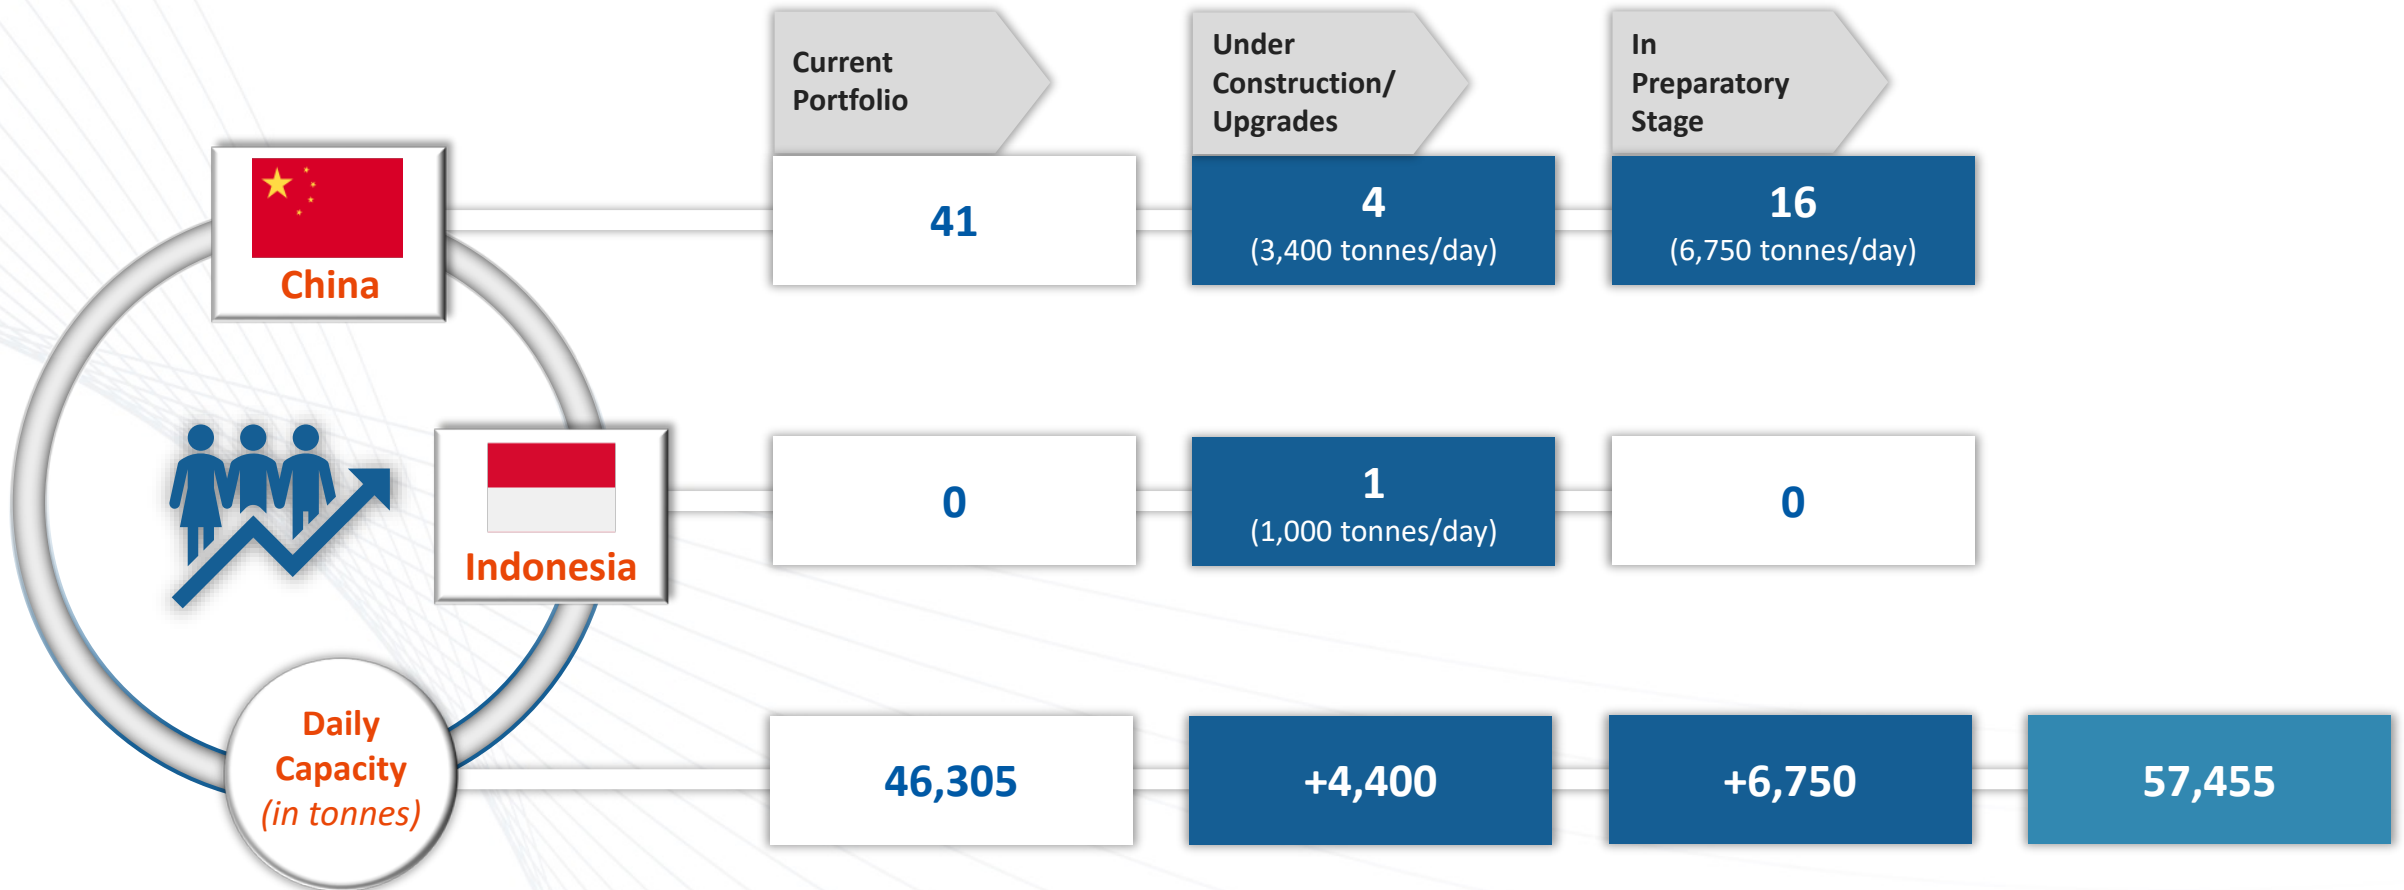 Current
Portfolio
Under
Construction/
Upgrades
In
Preparatory
Stage
China
41
4
(3,400 tonnes/day)
16
(6,750 tonnes/day)
Indonesia
0
1
(1,000 tonnes/day)
0
Daily
Capacity
(in tonnes)
46,305
+4,400
+6,750
57,455